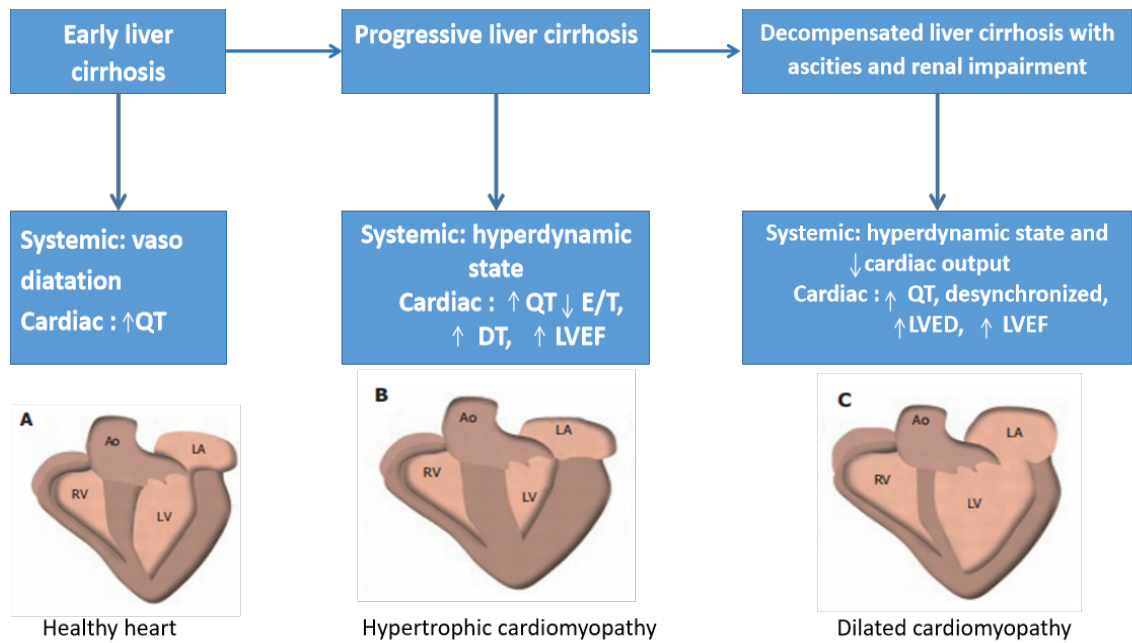 Early liver
cirrhosis
Progressive liver cirrhosis
Decompensated liver cirrhosis with
ascities and renal impairment
Systemic: vaso
diatation
Cardiac : ↑QT
Systemic: hyperdynamic
state
Cardiac : ↑ QT ↓ E/T,
↑ DT, ↑ LVEF
Systemic: hyperdynamic state and
↓cardiac output
Cardiac : ↑ QT, desynchronized,
↑LVED, ↑ LVEF
A
Ao
LA
RV
LV
Healthy heart
B
Ao
LA
RV
LV
Hypertrophic cardiomyopathy
C
Ao
LA
RV
LV
Dilated cardiomyopathy